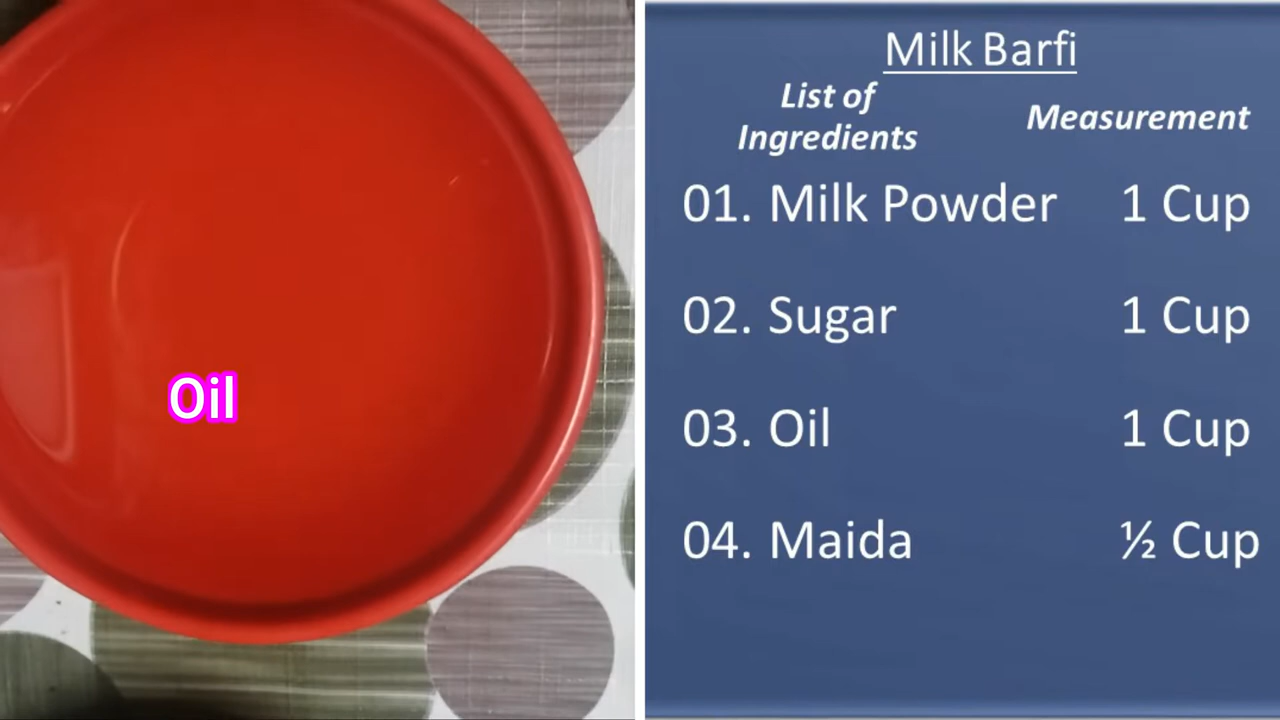 Oil
Milk Barfi
List of
Ingredients
Measurement
01. Milk Powder 1 Cup
02. Sugar 1 Cup
03. Oil 1 Cup
04. Maida ½ Cup